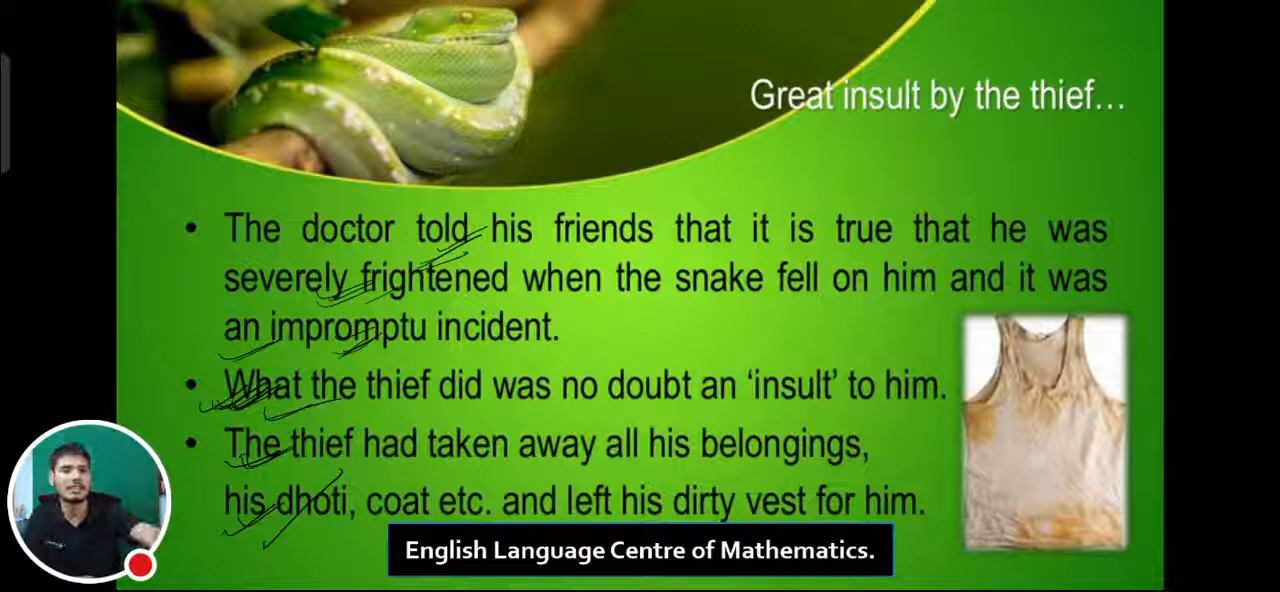 Great insult by the thief...
• The doctor told his friends that it is true that he was
severely frightened when the snake fell on him and it was
an impromptu incident.
• What the thief did was no doubt an ‘insult’ to him.
• The thief had taken away all his belongings,
his dhoti, coat etc. and left his dirty vest for him.
English Language Centre of Mathematics.